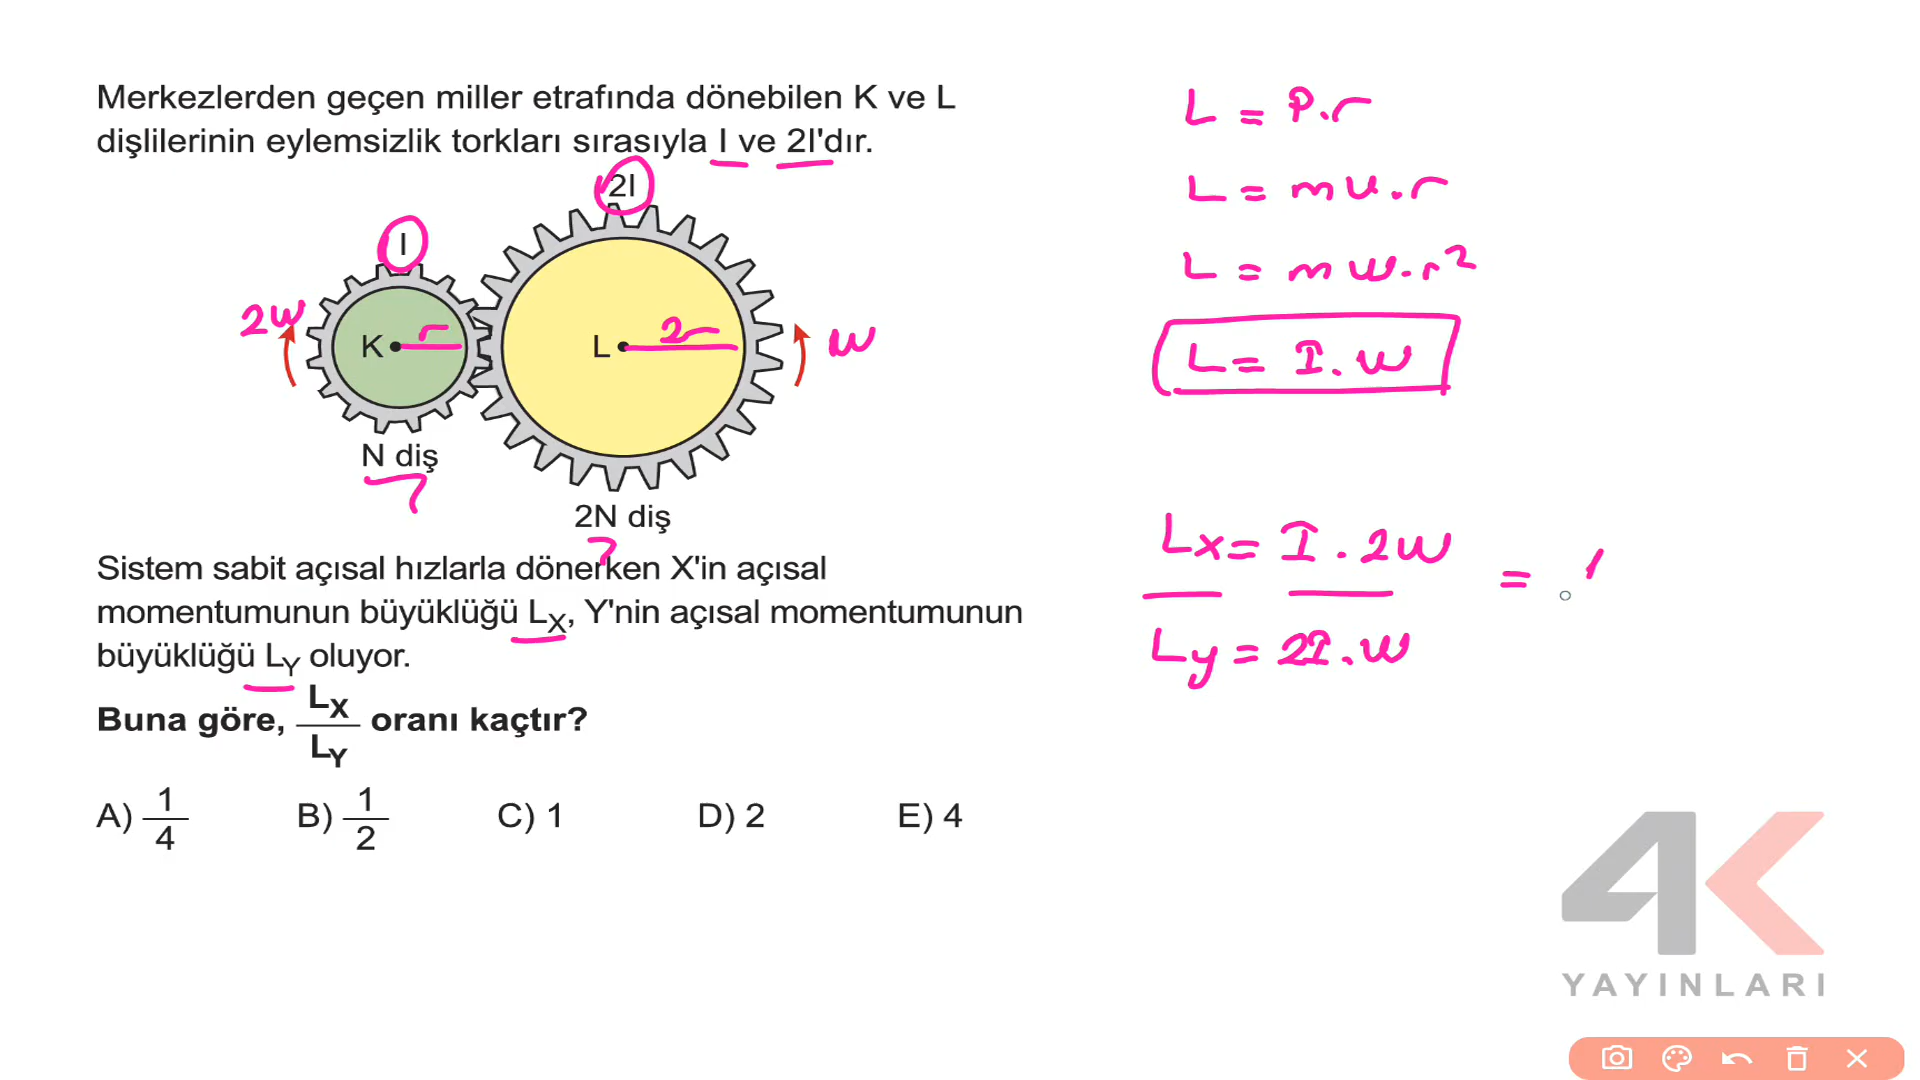 Merkezlerden geçen miller etrafında dönebilen K ve L
dişlilerinin eylemsizlik torkları sırasıyla I ve 2I'dır.
2I
I
2w
K
r
L
2r
w
N diş
2N diş
Sistem sabit açısal hızlarla dönerken X'in açısal
momentumunun büyüklüğü LX, Y'nin açısal momentumunun
büyüklüğü LY oluyor.
Buna göre, LX/LY oranı kaçtır?
A) 1/4 B) 1/2 C) 1 D) 2 E) 4
L = P.r
L = mv.r
L = mw.r²
L = I.w
Lx = I.2w
= 1
Ly = 2I.w
4K
YAYINLARI